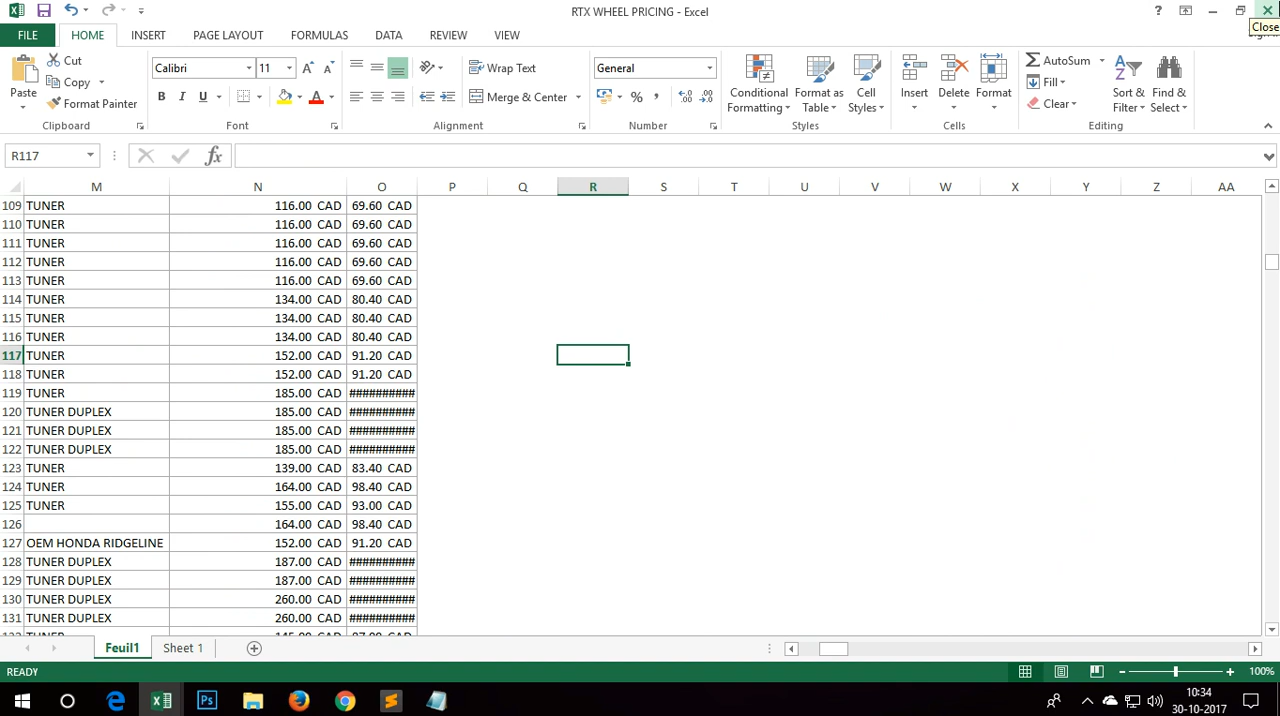 RTX WHEEL PRICING - Excel
?
Close
FILE HOME INSERT PAGE LAYOUT FORMULAS DATA REVIEW VIEW
Paste
Cut
Copy
Format Painter
Clipboard
Calibri 11
B I U
Font
Wrap Text
Merge & Center
Alignment
General
%
Number
Conditional Formatting
Format as Table
Cell Styles
Styles
Insert Delete Format
Cells
AutoSum
Fill
Clear
Sort & Filter
Find & Select
Editing
R117 fx
M N O P Q R S T U V W X Y Z AA
109 TUNER 116.00 CAD 69.60 CAD
110 TUNER 116.00 CAD 69.60 CAD
111 TUNER 116.00 CAD 69.60 CAD
112 TUNER 116.00 CAD 69.60 CAD
113 TUNER 116.00 CAD 69.60 CAD
114 TUNER 134.00 CAD 80.40 CAD
115 TUNER 134.00 CAD 80.40 CAD
116 TUNER 134.00 CAD 80.40 CAD
117 TUNER 152.00 CAD 91.20 CAD
118 TUNER 152.00 CAD 91.20 CAD
119 TUNER 185.00 CAD ##########
120 TUNER DUPLEX 185.00 CAD ##########
121 TUNER DUPLEX 185.00 CAD ##########
122 TUNER DUPLEX 185.00 CAD ##########
123 TUNER 139.00 CAD 83.40 CAD
124 TUNER 164.00 CAD 98.40 CAD
125 TUNER 155.00 CAD 93.00 CAD
126 164.00 CAD 98.40 CAD
127 OEM HONDA RIDGELINE 152.00 CAD 91.20 CAD
128 TUNER DUPLEX 187.00 CAD ##########
129 TUNER DUPLEX 187.00 CAD ##########
130 TUNER DUPLEX 260.00 CAD ##########
131 TUNER DUPLEX 260.00 CAD ##########
Feuil1 Sheet 1
READY 100%
10:34
30-10-2017